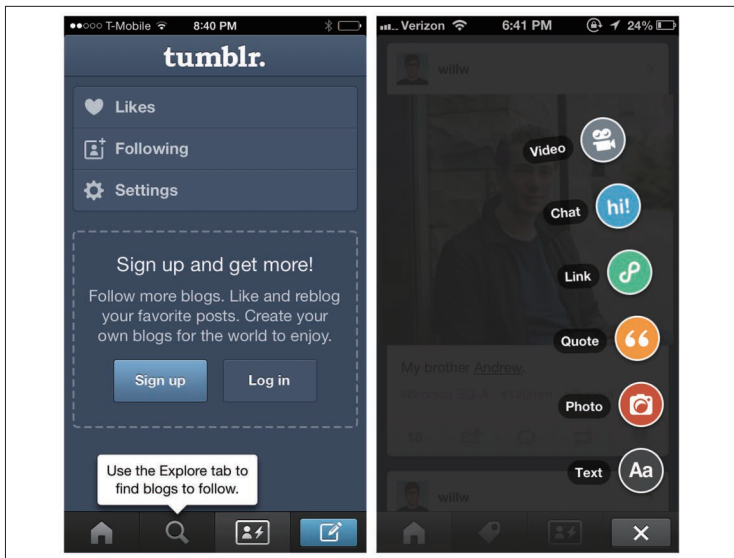 T-Mobile 8:40 PM
tumblr.
Likes
Following
Settings
Sign up and get more!
Follow more blogs. Like and reblog
your favorite posts. Create your
own blogs for the world to enjoy.
Sign up Log in
Use the Explore tab to
find blogs to follow.
Verizon 6:41 PM 24%
willw
Video
Chat hi!
Link
Quote
My brother Andrew.
Photo
18
Text Aa
willw